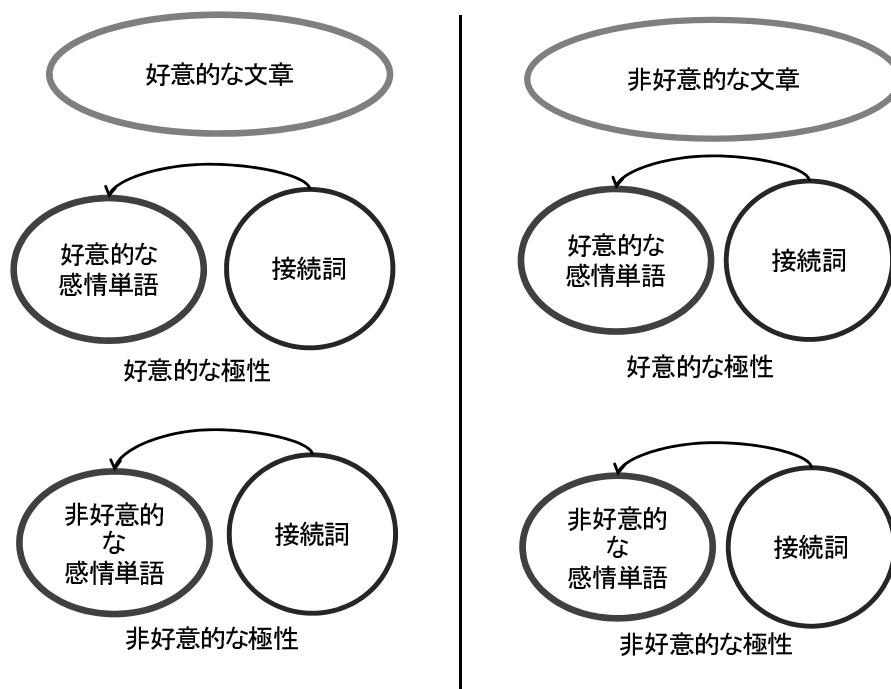 好意的な文章
好意的な
感情単語
接続詞
好意的な極性
非好意的
な
感情単語
接続詞
非好意的な極性
非好意的な文章
好意的な
感情単語
接続詞
好意的な極性
非好意的
な
感情単語
接続詞
非好意的な極性